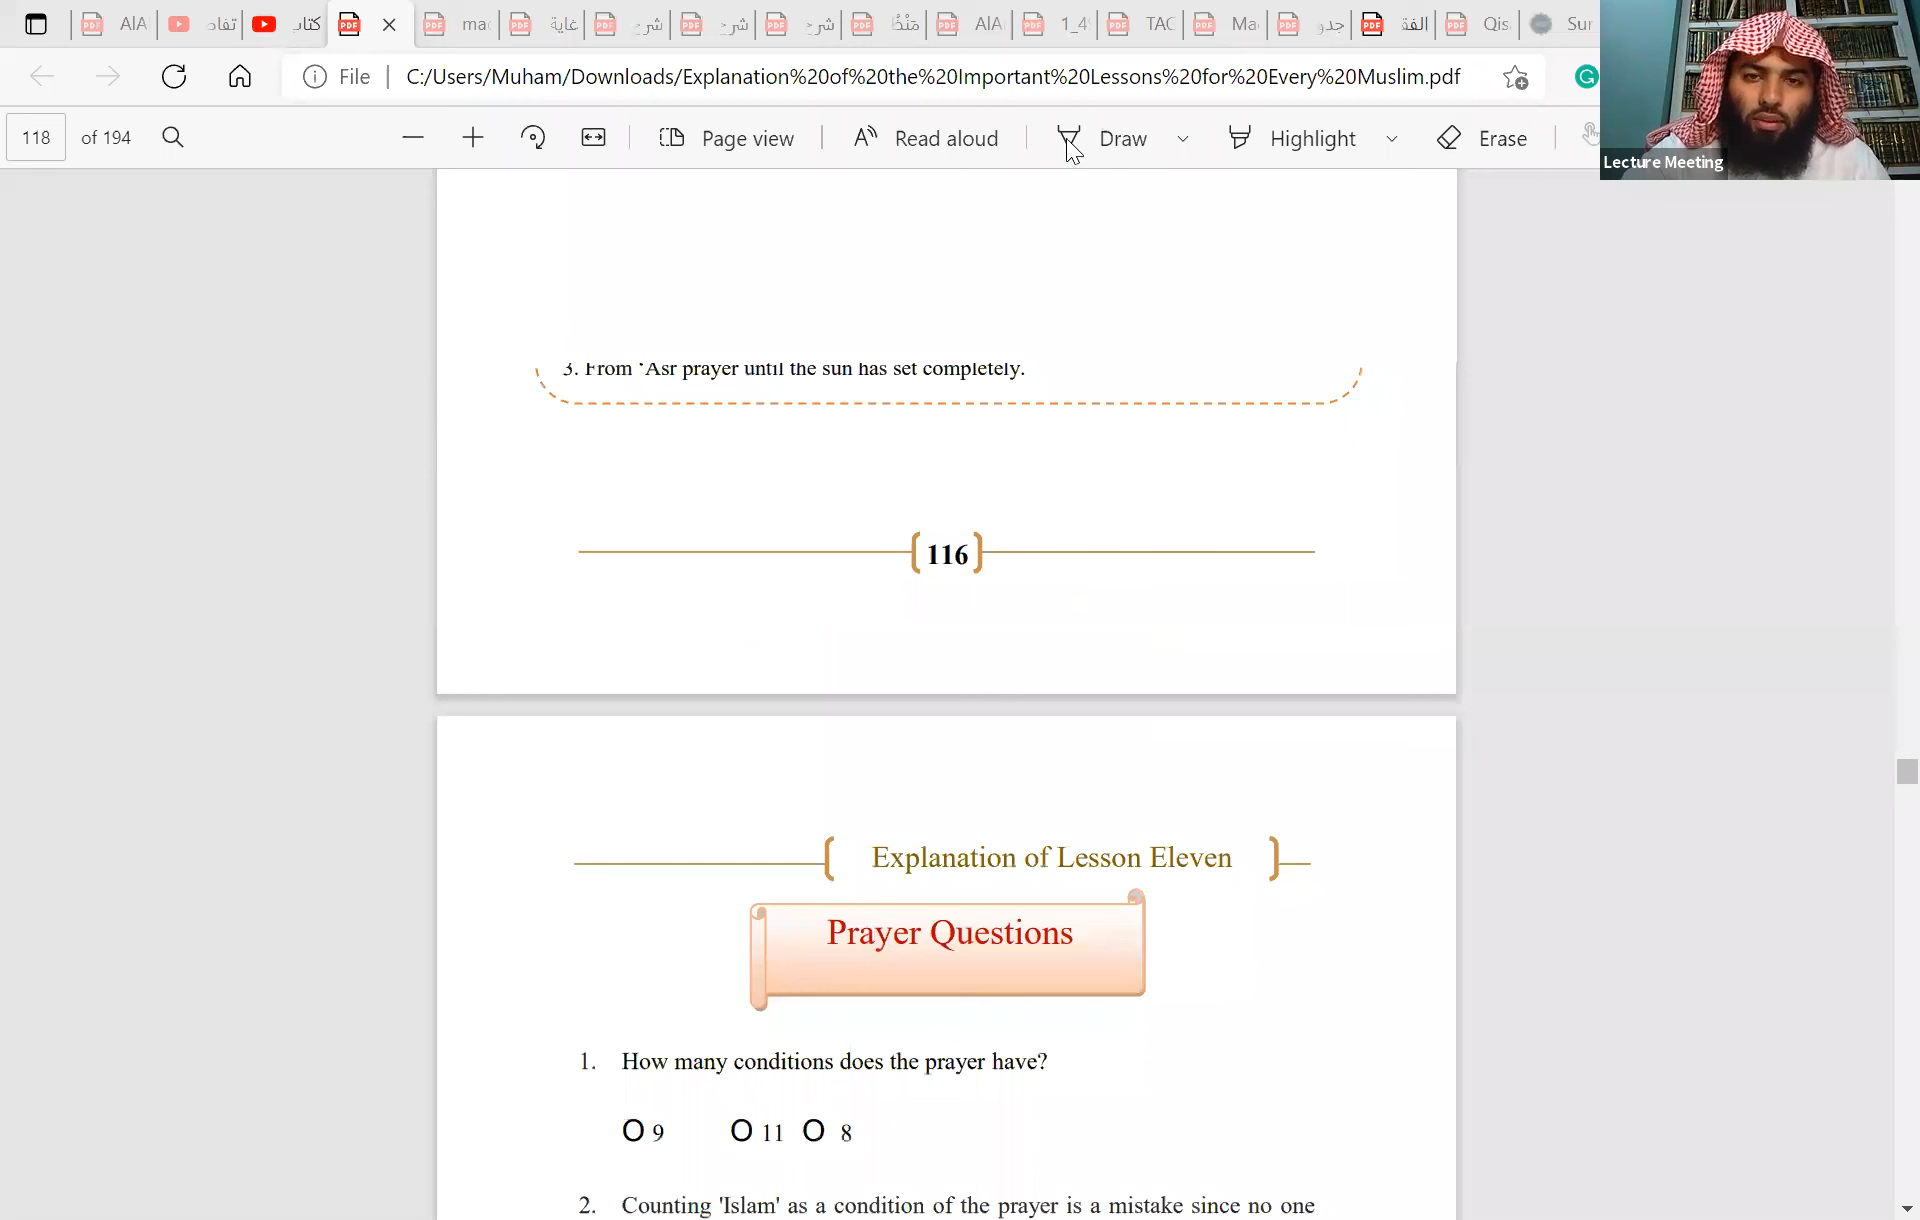 AlA
تفاد
كتاب
mac
غاية
شرح
شرح
شرح
AlA
1_4
TAC
Ma
جدو
الفق
Qis
Sur
File
C:/Users/Muham/Downloads/Explanation%20of%20the%20Important%20Lessons%20for%20Every%20Muslim.pdf
118 of 194
Page view
Read aloud
Draw
Highlight
Erase
Lecture Meeting
3. From ‘Asr prayer until the sun has set completely.
116
Explanation of Lesson Eleven
Prayer Questions
1. How many conditions does the prayer have?
O 9 O 11 O 8
2. Counting 'Islam' as a condition of the prayer is a mistake since no one